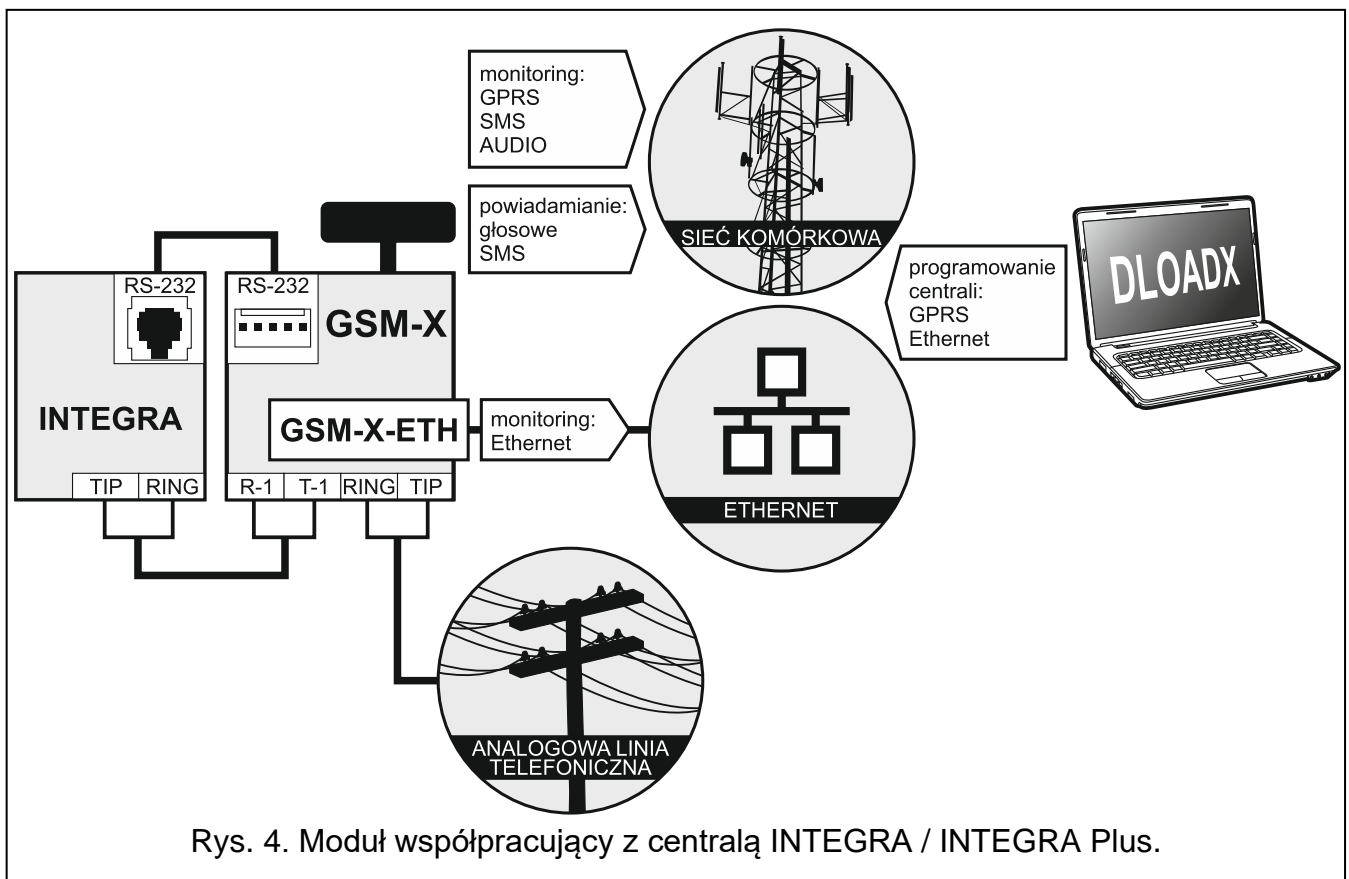 monitoring:
GPRS
SMS
AUDIO
powiadamianie:
głosowe
SMS
SIEĆ KOMÓRKOWA
programowanie
centrali:
GPRS
Ethernet
DLOADX
RS-232
INTEGRA
TIP RING
RS-232
GSM-X
GSM-X-ETH
R-1 T-1 RING TIP
monitoring:
Ethernet
ETHERNET
ANALOGOWA LINIA
TELEFONICZNA
Rys. 4. Moduł współpracujący z centralą INTEGRA / INTEGRA Plus.